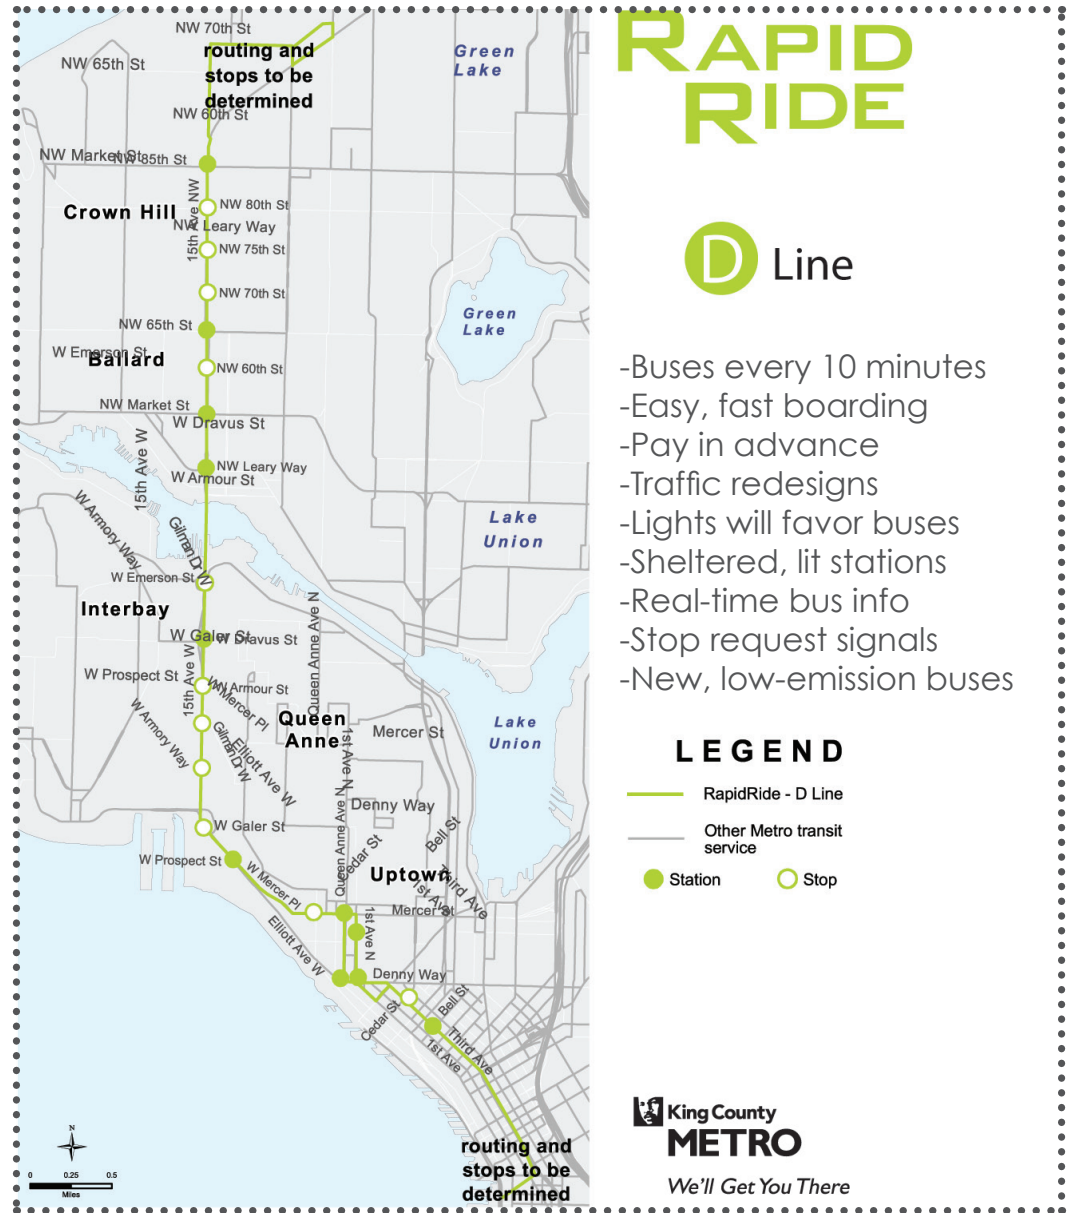 NW 70th St
routing and
stops to be
determined
NW 65th St
NW 60th St
Green
Lake
NW Market St
NW 85th St
15th Ave NW
NW 80th St
Crown Hill
NW Leary Way
NW 75th St
NW 70th St
Green
Lake
NW 65th St
W Emerson St
Ballard
NW 60th St
NW Market St
W Dravus St
15th Ave W
NW Leary Way
W Armour St
W Armory Way
Gilman Dr W
Lake
Union
W Emerson St
Interbay
Queen Anne Ave N
W Galer St
W Dravus St
W Prospect St
15th Ave W
W Armour St
W Mercer Pl
W Armory Way
Gilman Dr W
Elliott Ave W
Queen
Anne
1st Ave N
Mercer St
Lake
Union
Denny Way
Queen Anne Ave N
Cedar St
Bell St
W Galer St
W Prospect St
W Mercer Pl
Uptown
Third Ave
1st Ave
Mercer St
Elliott Ave W
1st Ave N
Denny Way
Cedar St
Bell St
Third Ave
1st Ave
routing and
stops to be
determined
N
0 0.25 0.5
Miles
RAPID
RIDE
D Line
-Buses every 10 minutes
-Easy, fast boarding
-Pay in advance
-Traffic redesigns
-Lights will favor buses
-Sheltered, lit stations
-Real-time bus info
-Stop request signals
-New, low-emission buses
LEGEND
RapidRide - D Line
Other Metro transit
service
Station
Stop
King County
METRO
We'll Get You There